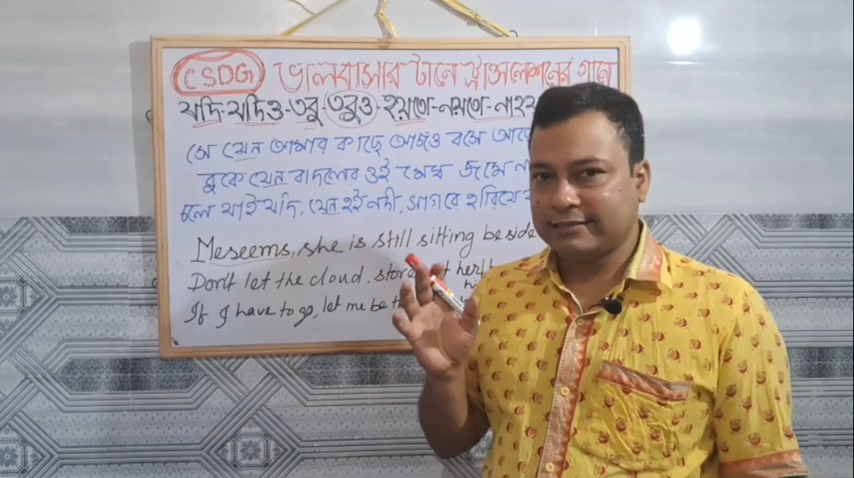 CSDG ভালবাসার টানে ট্রান্সলেশনের গানে
যদি-যদিও-তবু-তবুও-হয়তো-নয়তো-নাহয়
সে যেন আমার কাছে আজও বসে আছে
বুকে যেন বাদলের ওই মেঘ জমে না
চলে যাই যদি, যেন হই নদী, সাগরে হারিয়ে
Meseems, she is still sitting beside
Don't let the cloud, store
If I have to go, let me be